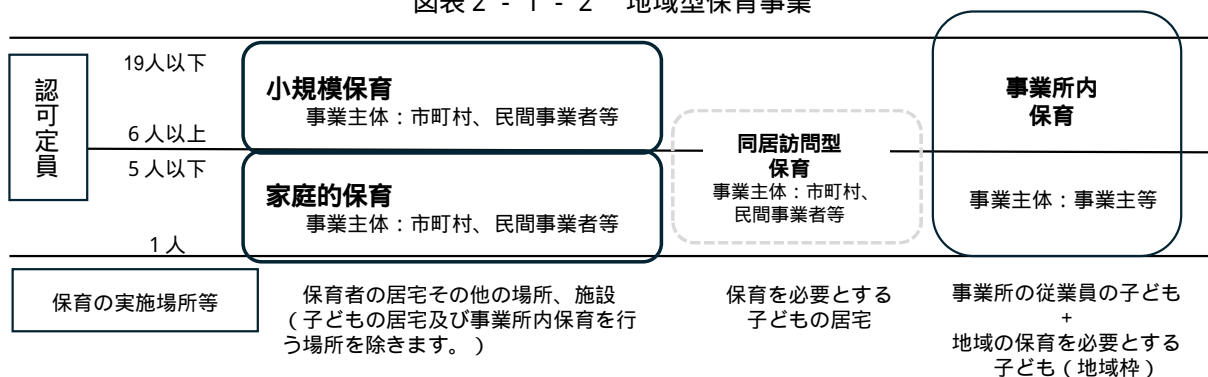 図表２-１-２　地域型保育事業
認可定員
19人以下
６人以上
５人以下
１人
小規模保育
事業主体：市町村、民間事業者等
家庭的保育
事業主体：市町村、民間事業者等
同居訪問型
保育
事業主体：市町村、
民間事業者等
事業所内
保育
事業主体：事業主等
保育の実施場所等
保育者の居宅その他の場所、施設
（子どもの居宅及び事業所内保育を行
う場所を除きます。）
保育を必要とする
子どもの居宅
事業所の従業員の子ども
+
地域の保育を必要とする
子ども（地域枠）